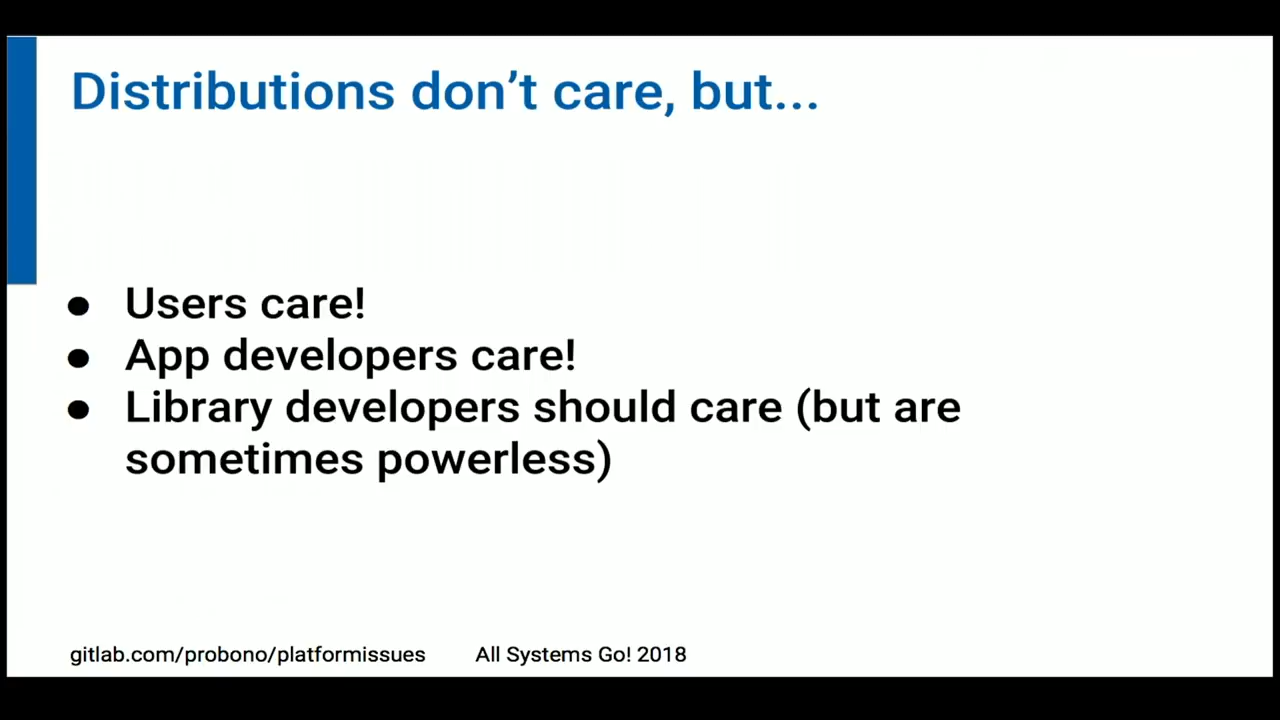 Distributions don’t care, but...
● Users care!
● App developers care!
● Library developers should care (but are
sometimes powerless)
gitlab.com/probono/platformissues All Systems Go! 2018